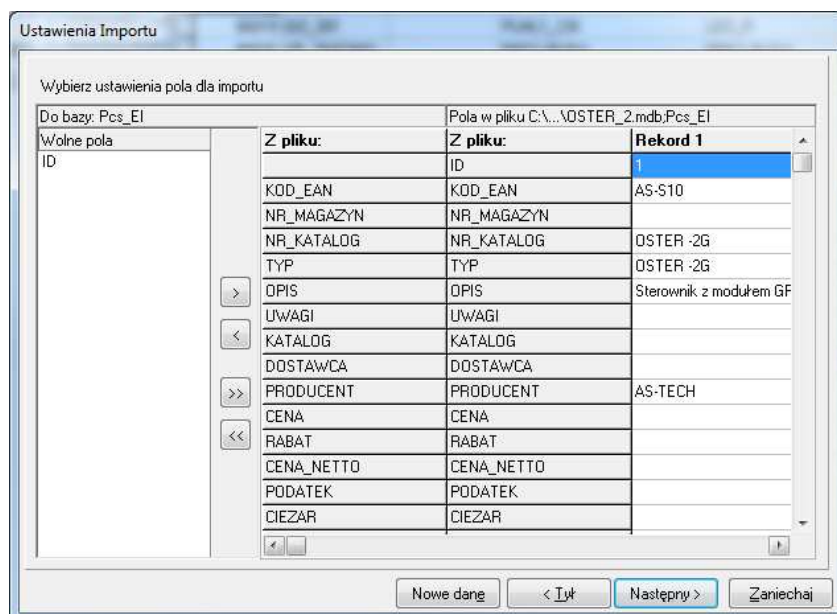 Ustawienia Importu
Wybierz ustawienia pola dla importu
Do bazy: Pcs_El Pola w pliku C:\...\OSTER_2.mdb;Pcs_El
Wolne pola Z pliku: Z pliku: Rekord 1
ID ID 1
KOD_EAN KOD_EAN AS-S10
NR_MAGAZYN NR_MAGAZYN
NR_KATALOG NR_KATALOG OSTER -2G
TYP TYP OSTER -2G
> OPIS OPIS Sterownik z modułem GF
UWAGI UWAGI
< KATALOG KATALOG
DOSTAWCA DOSTAWCA
>> PRODUCENT PRODUCENT AS-TECH
CENA CENA
<< RABAT RABAT
CENA_NETTO CENA_NETTO
PODATEK PODATEK
CIEZAR CIEZAR
Nowe dane < Tył Następny > Zaniechaj